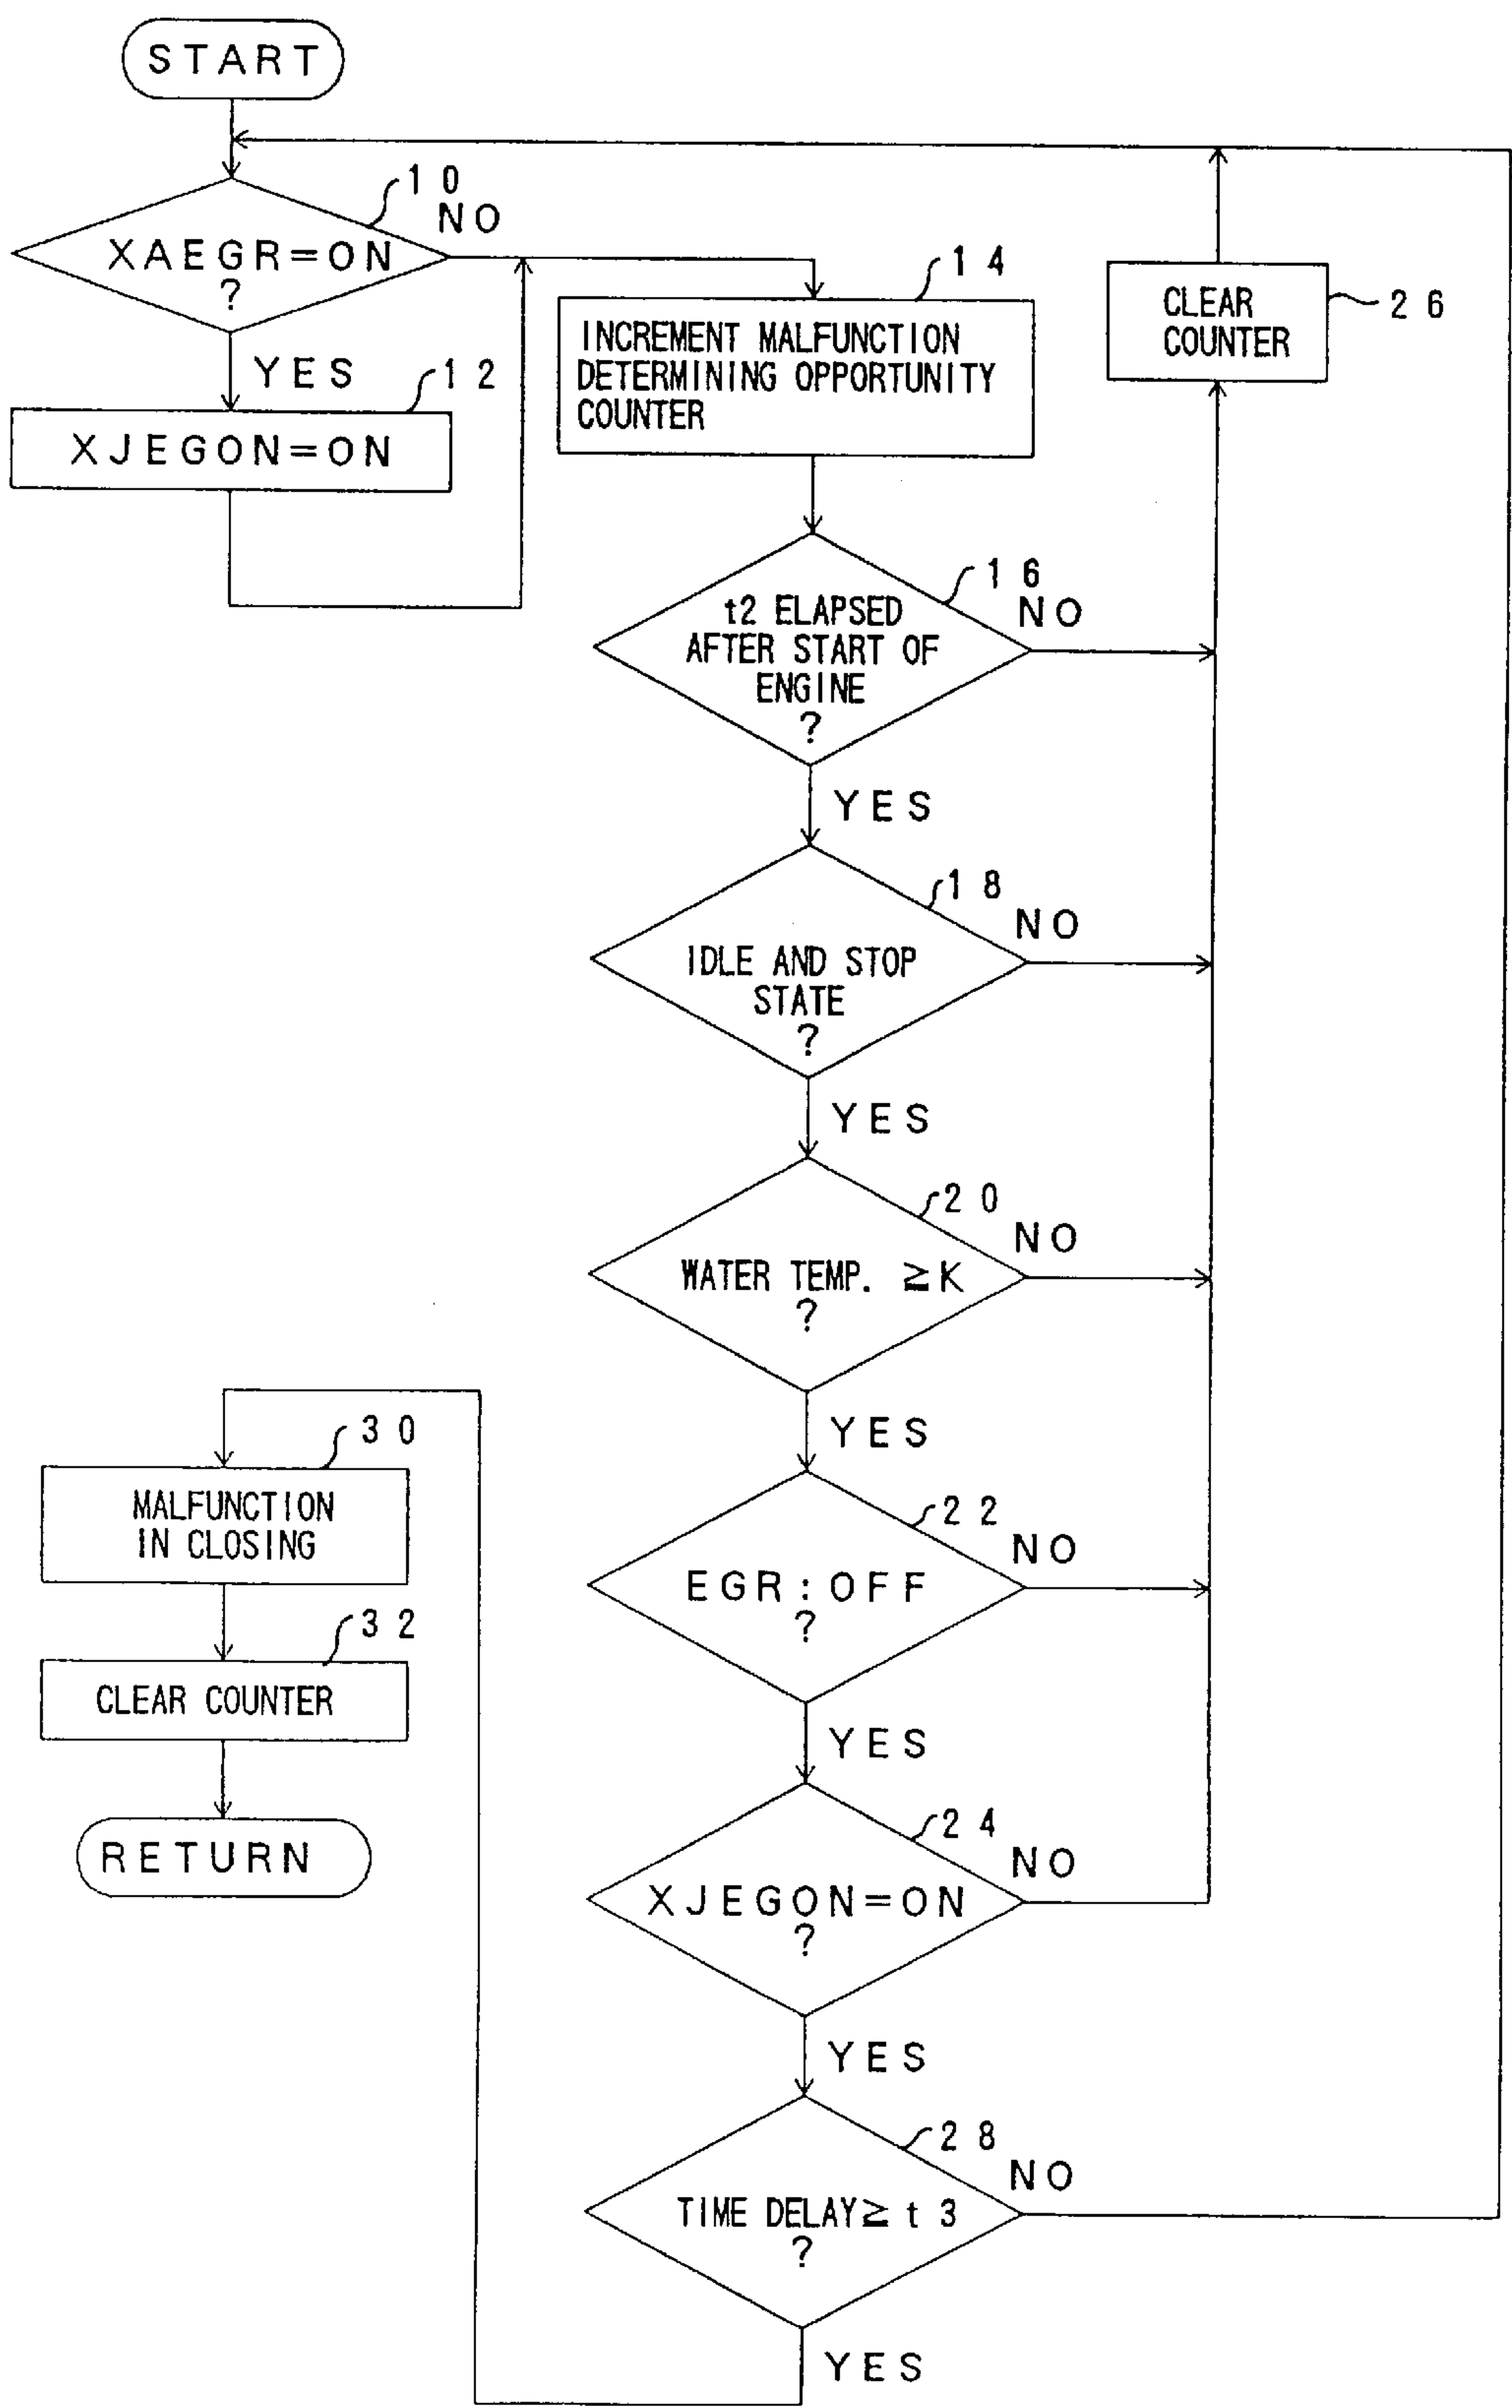 START
10
NO
XAEGR=ON
?
YES
12
XJEGON=ON
14
INCREMENT MALFUNCTION
DETERMINING OPPORTUNITY
COUNTER
CLEAR
COUNTER
26
16
NO
t2 ELAPSED
AFTER START OF
ENGINE
?
YES
18
NO
IDLE AND STOP
STATE
?
YES
20
NO
WATER TEMP. ≧K
?
YES
22
NO
EGR:OFF
?
YES
24
NO
XJEGON=ON
?
YES
28
NO
TIME DELAY≧ t3
?
YES
30
MALFUNCTION
IN CLOSING
32
CLEAR COUNTER
RETURN